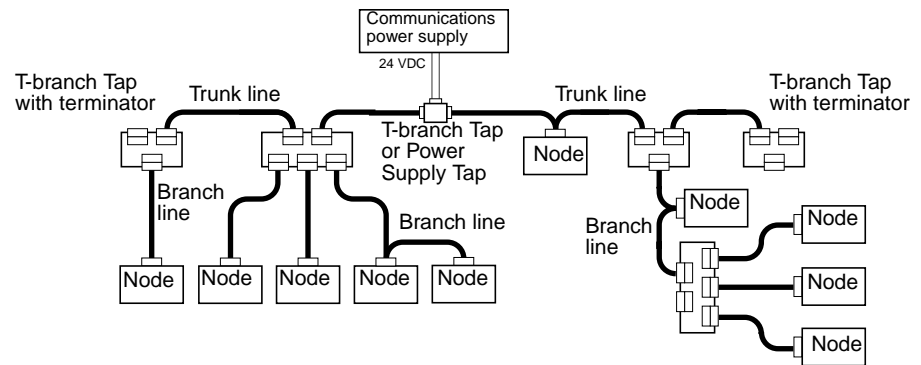 Communications
power supply
24 VDC
T-branch Tap
with terminator
Trunk line
T-branch Tap
or Power
Supply Tap
Trunk line
T-branch Tap
with terminator
Node
Branch
line
Branch line
Node
Node
Node
Node
Node
Branch
line
Node
Node
Node
Node